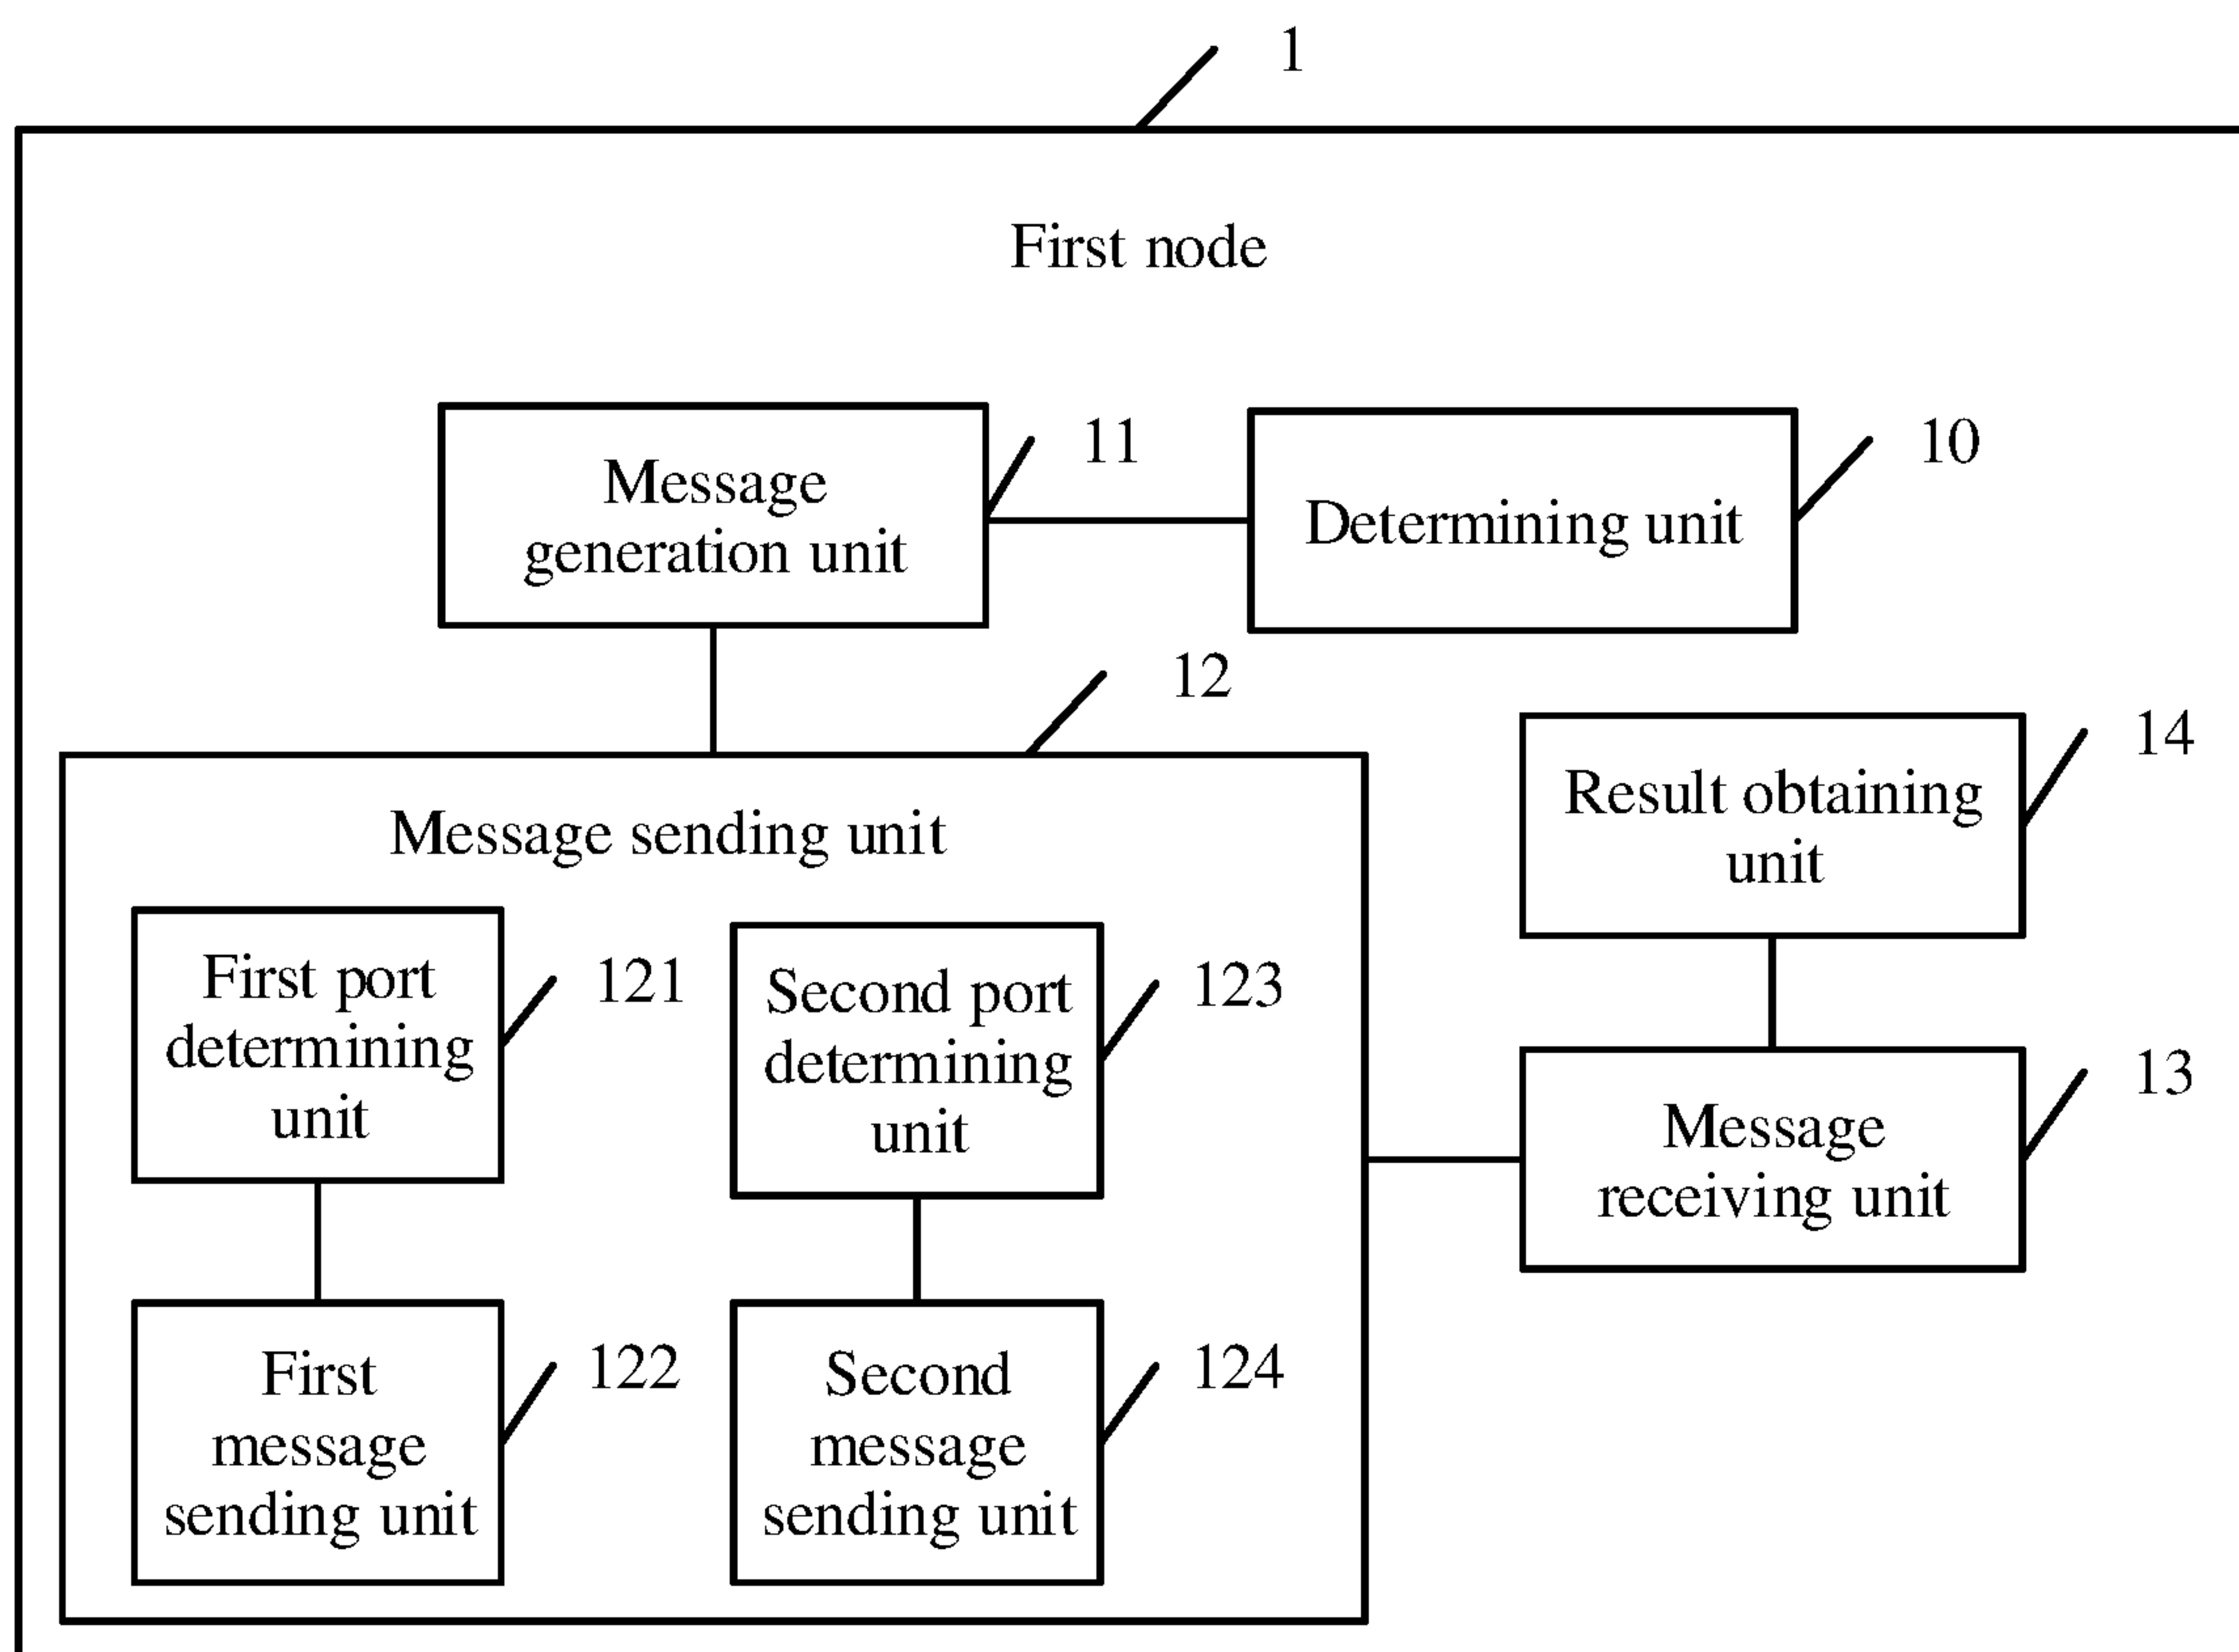 1
First node
11
10
Message
generation unit
Determining unit
12
14
Result obtaining
unit
Message sending unit
First port
determining
unit
121
Second port
determining
unit
123
13
Message
receiving unit
First
message
sending unit
122
Second
message
sending unit
124